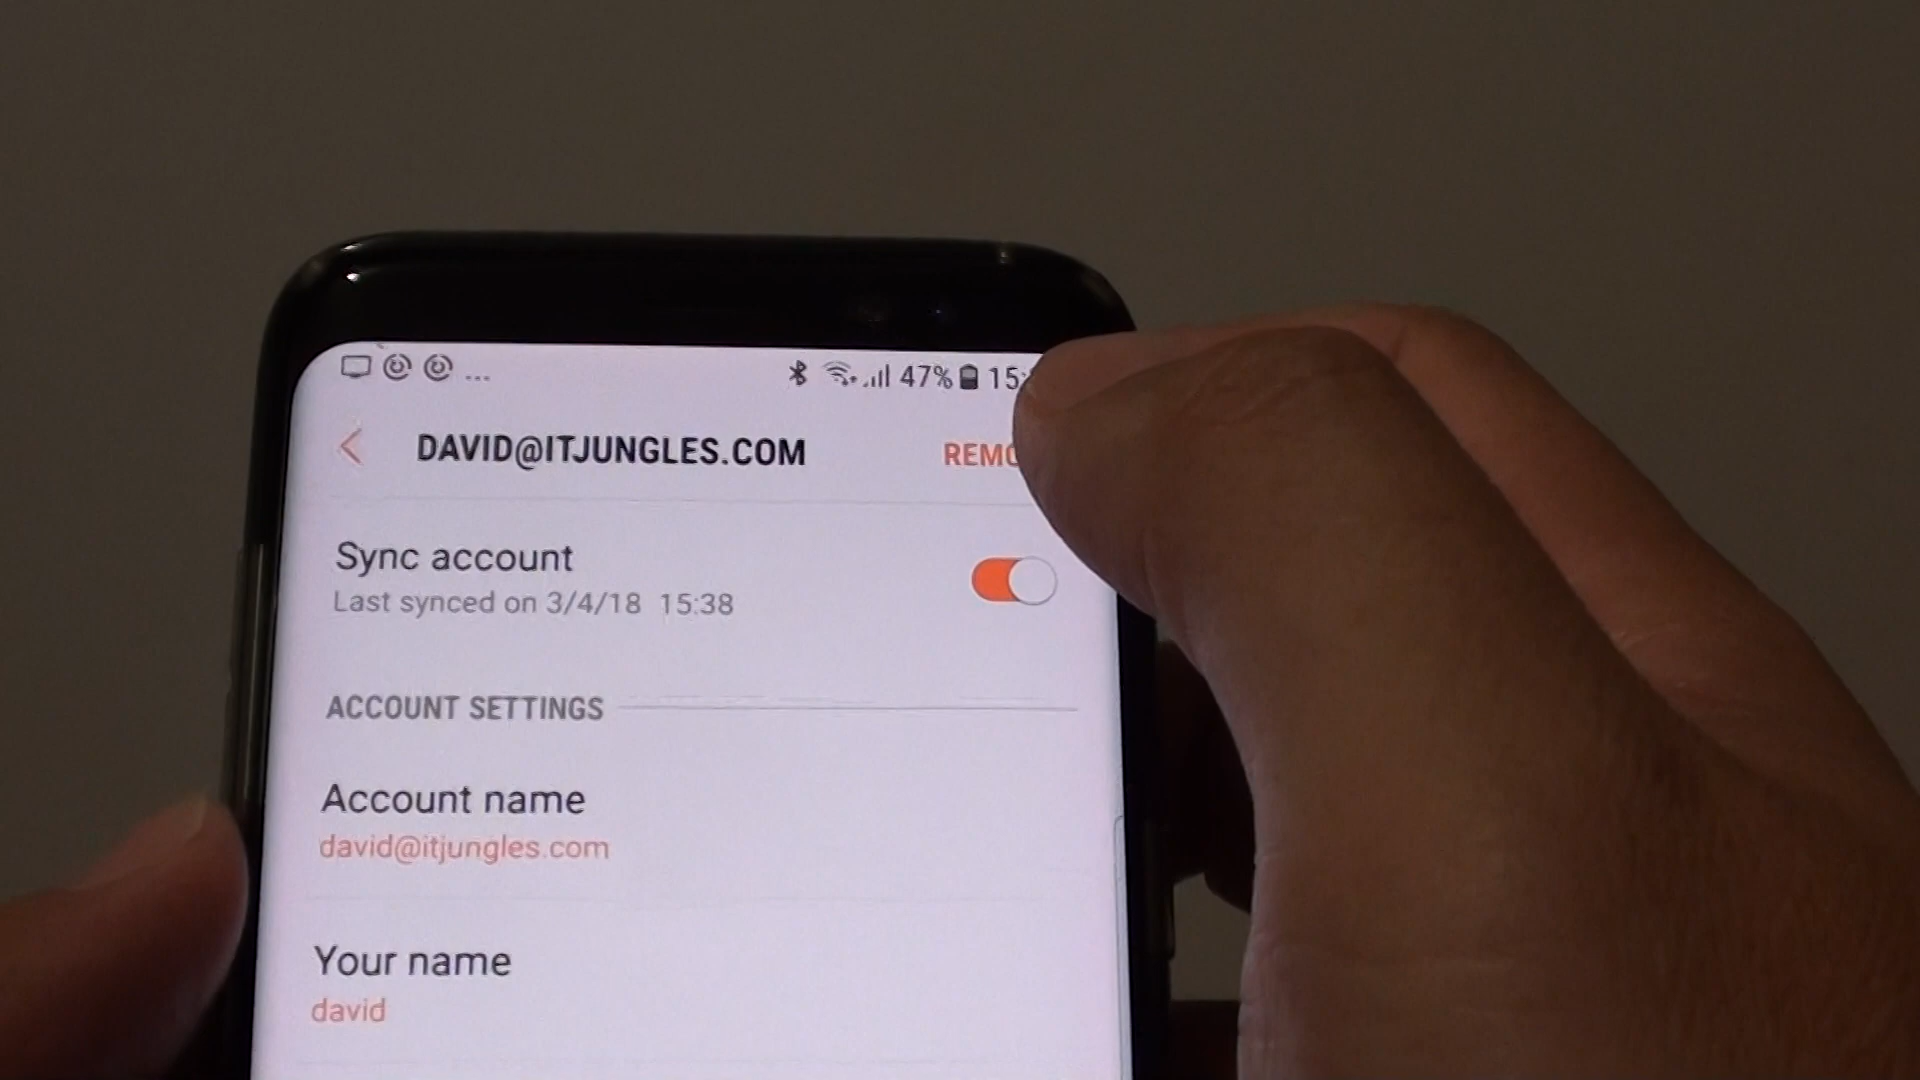 ... 47% 15:
DAVID@ITJUNGLES.COM
Sync account
Last synced on 3/4/18 15:38
ACCOUNT SETTINGS
Account name
david@itjungles.com
Your name
david